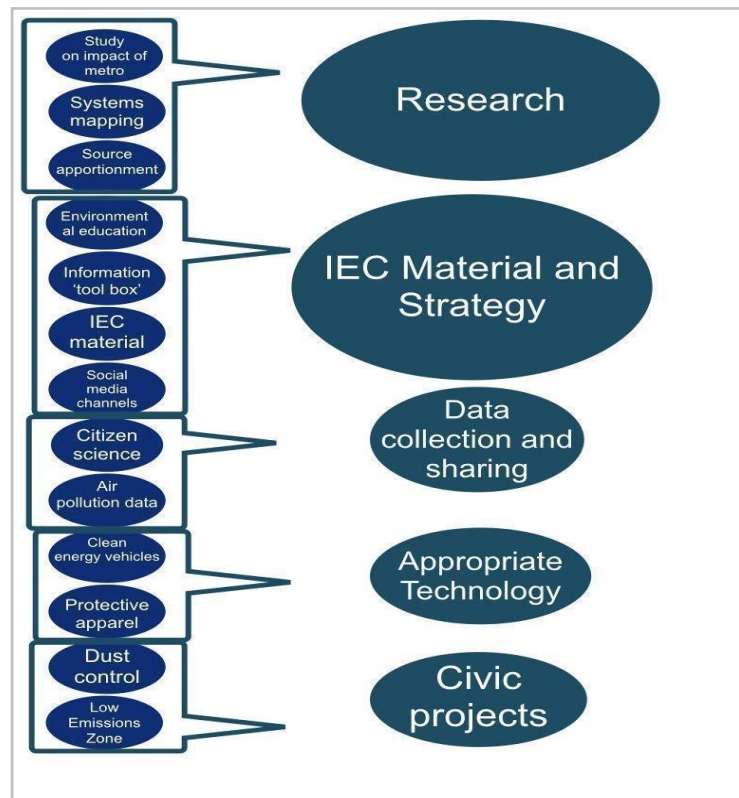 Study
on impact of
metro
Systems
mapping
Source
apportionment
Research
Environment
al education
Information
‘tool box’
IEC
material
Social
media
channels
IEC Material and
Strategy
Citizen
science
Air
pollution data
Data
collection and
sharing
Clean
energy vehicles
Protective
apparel
Appropriate
Technology
Dust
control
Low
Emissions
Zone
Civic
projects